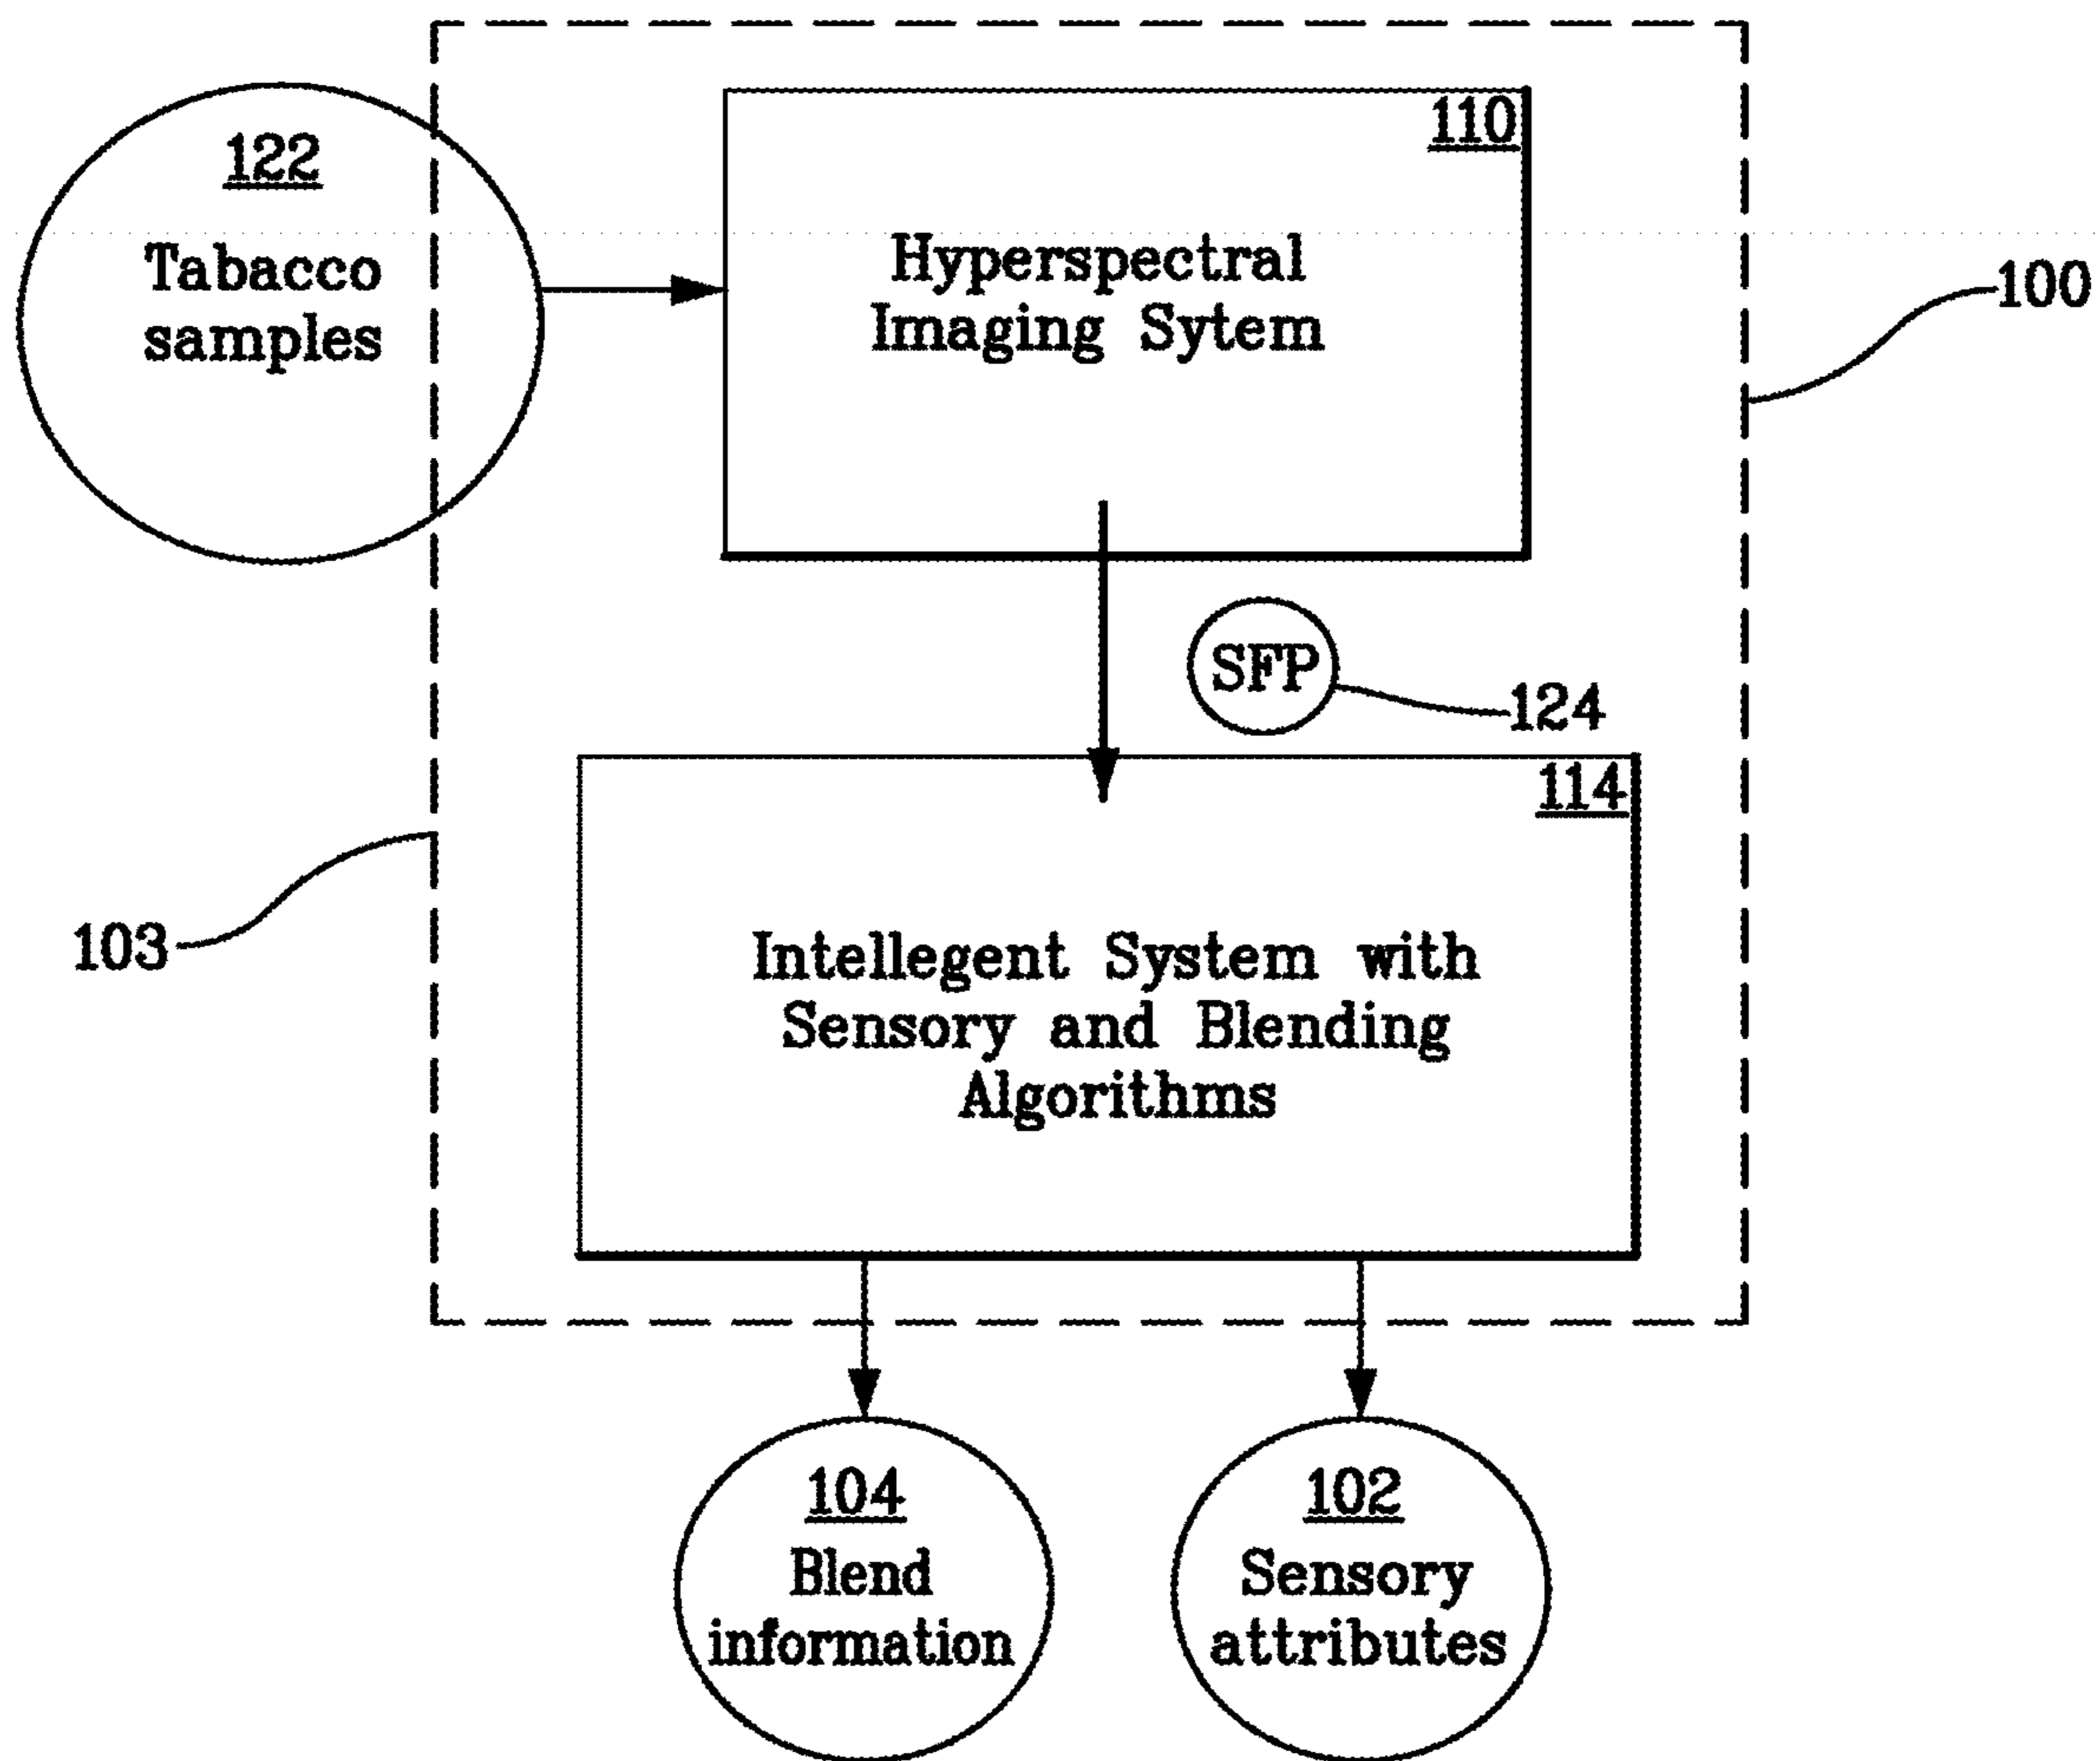 122
Tabacco
samples
110
Hyperspectral
Imaging Sytem
100
SFP
124
114
103
Intellegent System with
Sensory and Blending
Algorithms
104
Blend
information
102
Sensory
attributes